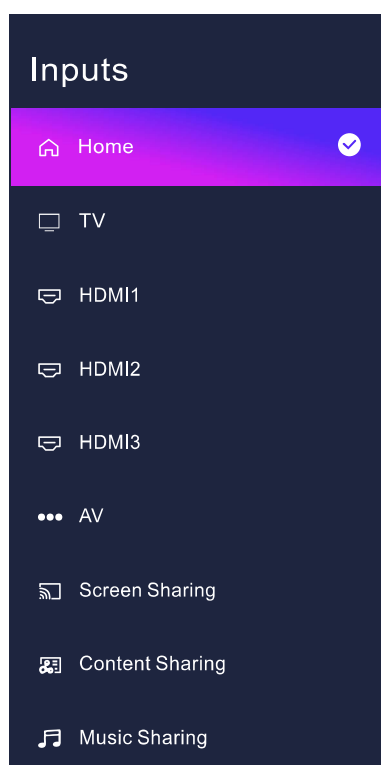 Inputs
Home
TV
HDMI1
HDMI2
HDMI3
AV
Screen Sharing
Content Sharing
Music Sharing